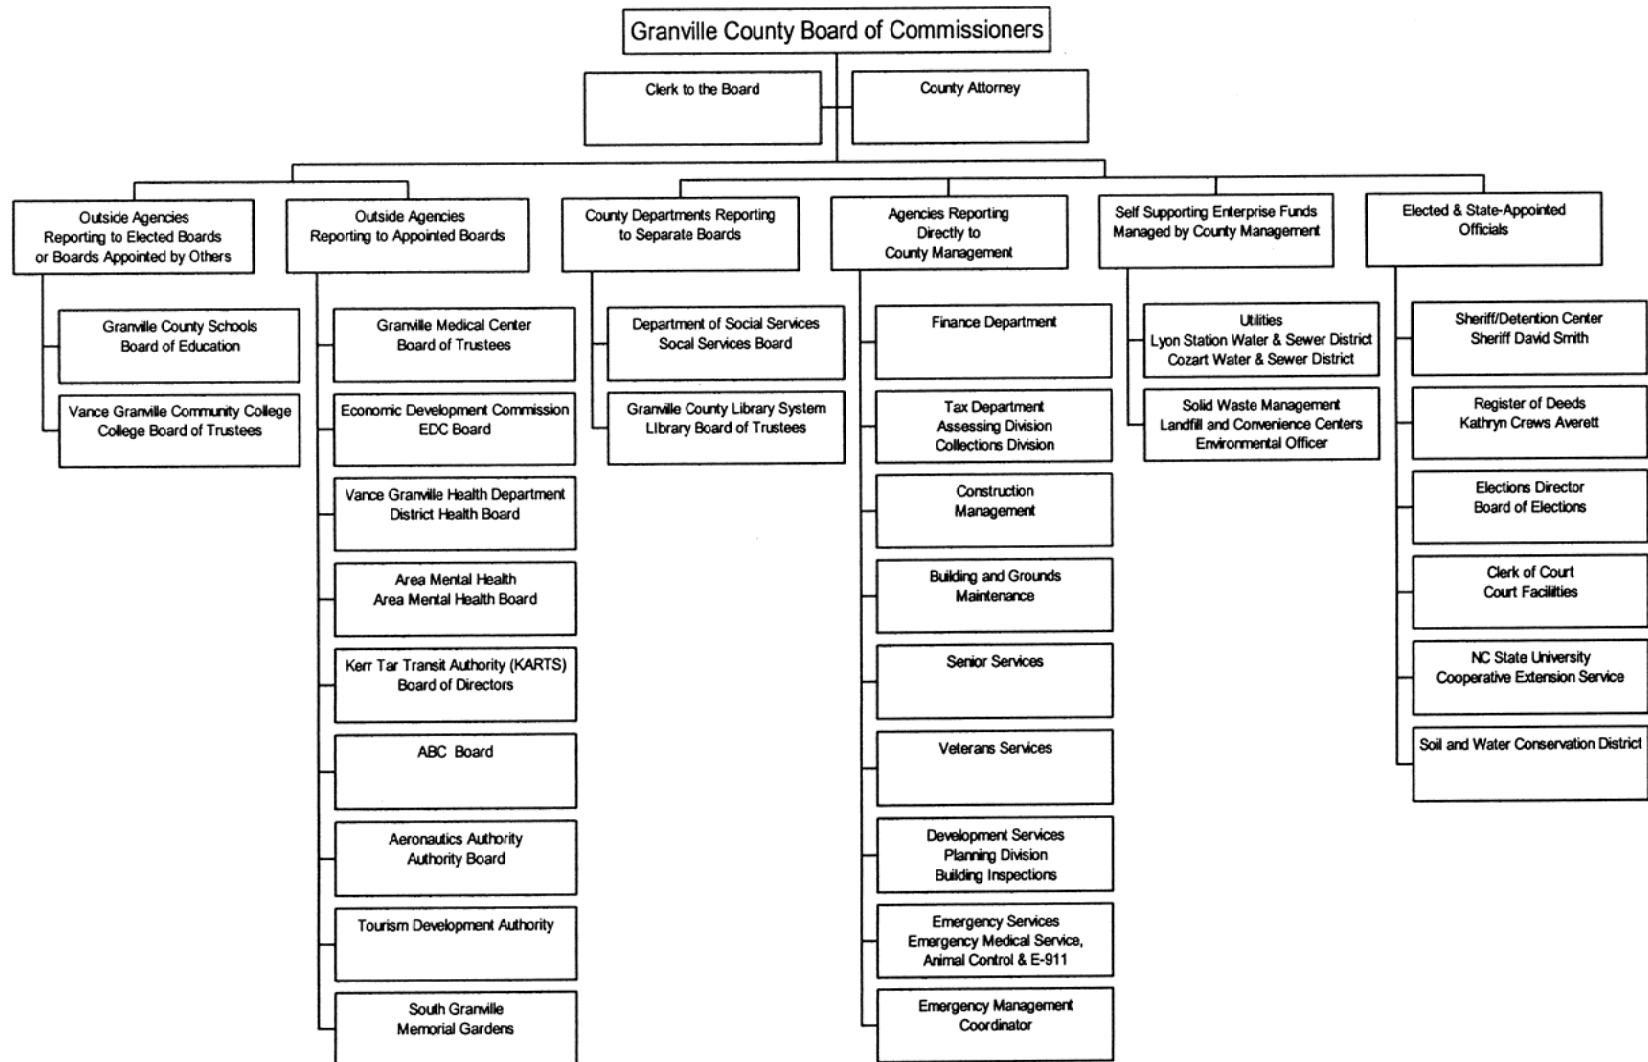 Granville County Board of Commissioners
Clerk to the Board
County Attorney
Outside Agencies
Reporting to Elected Boards
or Boards Appointed by Others
Outside Agencies
Reporting to Appointed Boards
County Departments Reporting
to Separate Boards
Agencies Reporting
Directly to
County Management
Self Supporting Enterprise Funds
Managed by County Management
Elected & State-Appointed
Officials
Granville County Schools
Board of Education
Vance Granville Community College
College Board of Trustees
Granville Medical Center
Board of Trustees
Economic Development Commission
EDC Board
Vance Granville Health Department
District Health Board
Area Mental Health
Area Mental Health Board
Kerr Tar Transit Authority (KARTS)
Board of Directors
ABC Board
Aeronautics Authority
Authority Board
Tourism Development Authority
South Granville
Memorial Gardens
Department of Social Services
Socal Services Board
Granville County Library System
LIbrary Board of Trustees
Finance Department
Tax Department
Assessing Division
Collections Division
Construction
Management
Building and Grounds
Maintenance
Senior Services
Veterans Services
Development Services
Planning Division
Building Inspections
Emergency Services
Emergency Medical Service,
Animal Control & E-911
Emergency Management
Coordinator
Utilities
Lyon Station Water & Sewer District
Cozart Water & Sewer District
Solid Waste Management
Landfill and Convenience Centers
Environmental Officer
Sheriff/Detention Center
Sheriff David Smith
Register of Deeds
Kathryn Crews Averett
Elections Director
Board of Elections
Clerk of Court
Court Facilities
NC State University
Cooperative Extension Service
Soil and Water Conservation District